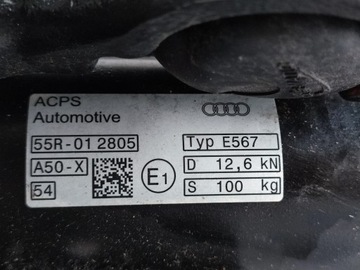 ACPS
Automotive
55R-01 2805 Typ E567
A50-X E1 D 12,6 kN
54 S 100 kg